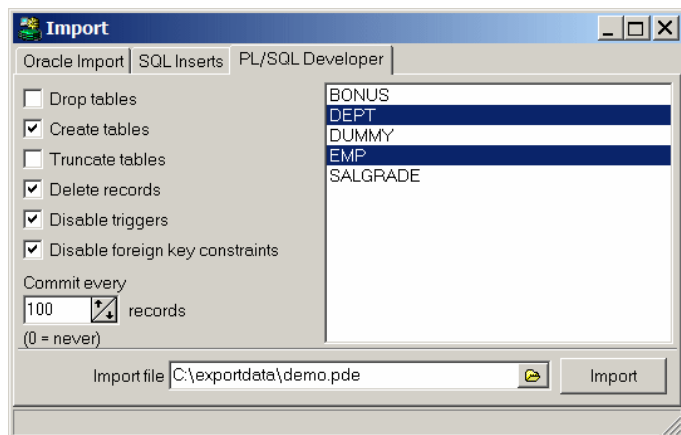 Import
Oracle Import SQL Inserts PL/SQL Developer
Drop tables
Create tables
Truncate tables
Delete records
Disable triggers
Disable foreign key constraints
Commit every
100 records
(0 = never)
BONUS
DEPT
DUMMY
EMP
SALGRADE
Import file C:\exportdata\demo.pde Import